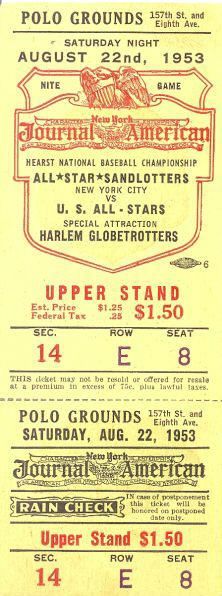 POLO GROUNDS 157th St. and Eighth Ave.
SATURDAY NIGHT
AUGUST 22nd, 1953
NITE GAME
New York
Journal American
HEARST NATIONAL BASEBALL CHAMPIONSHIP
ALL★STAR★SANDLOTTERS
NEW YORK CITY
VS
U. S. ALL-STARS
SPECIAL ATTRACTION
HARLEM GLOBETROTTERS
6
UPPER STAND
Est. Price $1.25
Federal Tax .25
$1.50
SEC. ROW SEAT
14 E 8
THIS ticket may not be resold or offered for resale
at a premium in excess of 75c. plus lawful taxes.
POLO GROUNDS 157th St. and Eighth Ave.
SATURDAY, AUG. 22, 1953
New York
Journal American
RAIN CHECK
IN case of postponement
this ticket will be
honored on postponed
date only.
Upper Stand $1.50
SEC. ROW SEAT
14 E 8